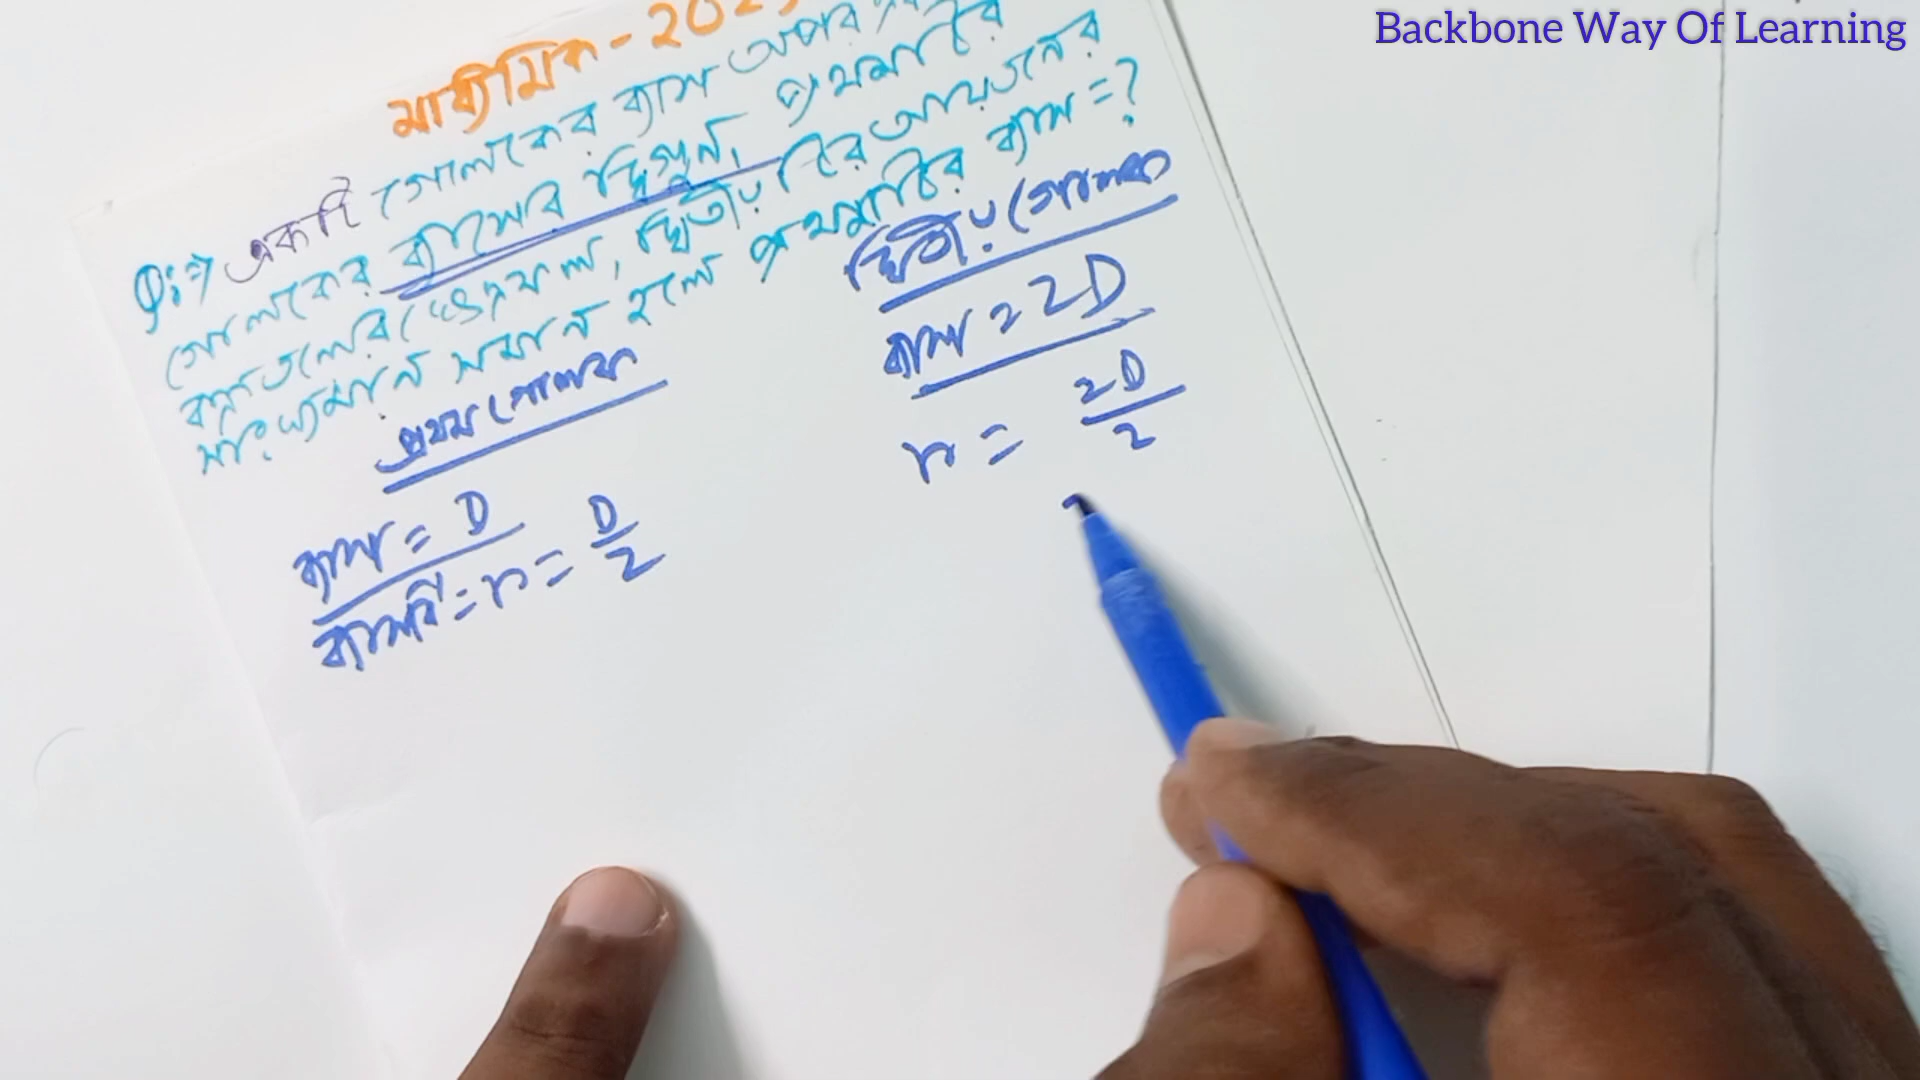 Backbone Way Of Learning
মাধ্যমিক - 202
Q:⇒ একটি গোলকের ব্যাস অপর
গোলকের ব্যাসের দ্বিগুন, প্রথমটির
বক্রতলের ক্ষেত্রফল, দ্বিতীয়টির আয়তনের
সাংখ্যমান সমান হলে প্রথমটির ব্যাস =?
প্রথম গোলক
দ্বিতীয় গোলক
ব্যাস = D
ব্যাস = 2D
r = 2D/2
r = D/2